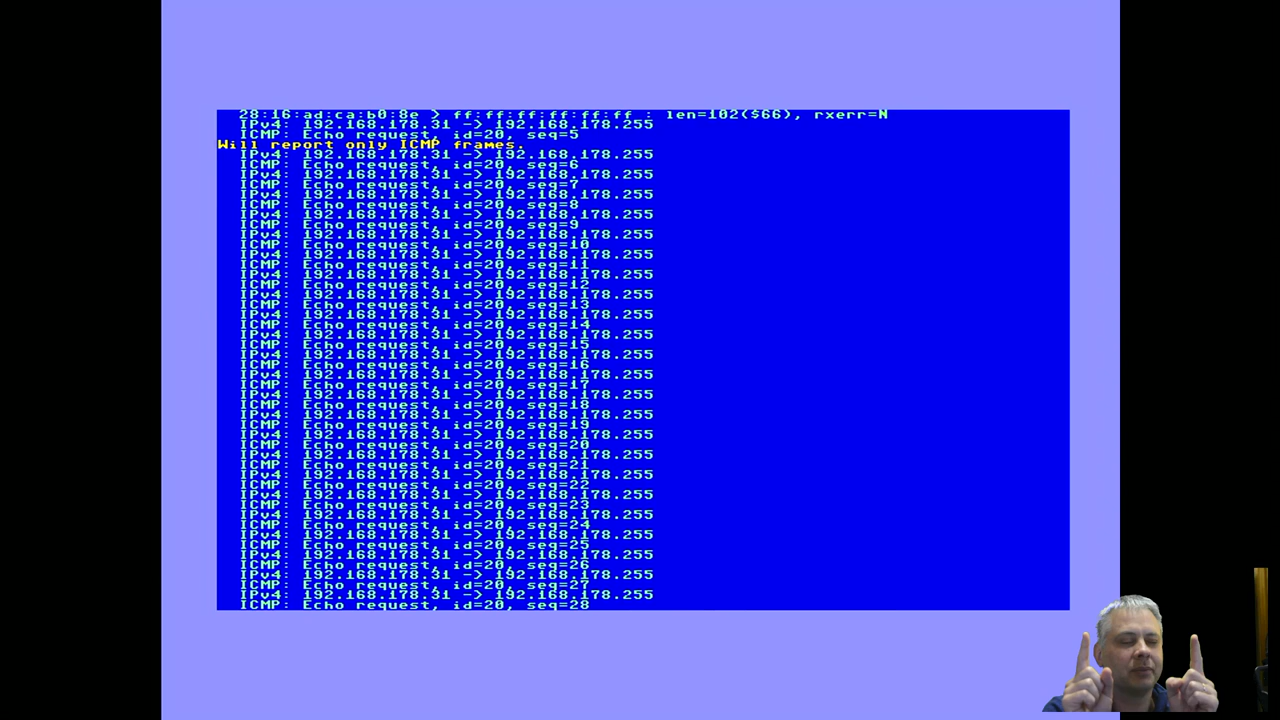 28:16:ad:ca:b0:8e > ff:ff:ff:ff:ff:ff : len=102($66), rxerr=N
IPv4: 192.168.178.31 -> 192.168.178.255
ICMP: Echo request, id=20, seq=5
Will report only ICMP frames.
IPv4: 192.168.178.31 -> 192.168.178.255
ICMP: Echo request, id=20, seq=6
IPv4: 192.168.178.31 -> 192.168.178.255
ICMP: Echo request, id=20, seq=7
IPv4: 192.168.178.31 -> 192.168.178.255
ICMP: Echo request, id=20, seq=8
IPv4: 192.168.178.31 -> 192.168.178.255
ICMP: Echo request, id=20, seq=9
IPv4: 192.168.178.31 -> 192.168.178.255
ICMP: Echo request, id=20, seq=10
IPv4: 192.168.178.31 -> 192.168.178.255
ICMP: Echo request, id=20, seq=11
IPv4: 192.168.178.31 -> 192.168.178.255
ICMP: Echo request, id=20, seq=12
IPv4: 192.168.178.31 -> 192.168.178.255
ICMP: Echo request, id=20, seq=13
IPv4: 192.168.178.31 -> 192.168.178.255
ICMP: Echo request, id=20, seq=14
IPv4: 192.168.178.31 -> 192.168.178.255
ICMP: Echo request, id=20, seq=15
IPv4: 192.168.178.31 -> 192.168.178.255
ICMP: Echo request, id=20, seq=16
IPv4: 192.168.178.31 -> 192.168.178.255
ICMP: Echo request, id=20, seq=17
IPv4: 192.168.178.31 -> 192.168.178.255
ICMP: Echo request, id=20, seq=18
IPv4: 192.168.178.31 -> 192.168.178.255
ICMP: Echo request, id=20, seq=19
IPv4: 192.168.178.31 -> 192.168.178.255
ICMP: Echo request, id=20, seq=20
IPv4: 192.168.178.31 -> 192.168.178.255
ICMP: Echo request, id=20, seq=21
IPv4: 192.168.178.31 -> 192.168.178.255
ICMP: Echo request, id=20, seq=22
IPv4: 192.168.178.31 -> 192.168.178.255
ICMP: Echo request, id=20, seq=23
IPv4: 192.168.178.31 -> 192.168.178.255
ICMP: Echo request, id=20, seq=24
IPv4: 192.168.178.31 -> 192.168.178.255
ICMP: Echo request, id=20, seq=25
IPv4: 192.168.178.31 -> 192.168.178.255
ICMP: Echo request, id=20, seq=26
IPv4: 192.168.178.31 -> 192.168.178.255
ICMP: Echo request, id=20, seq=27
IPv4: 192.168.178.31 -> 192.168.178.255
ICMP: Echo request, id=20, seq=28